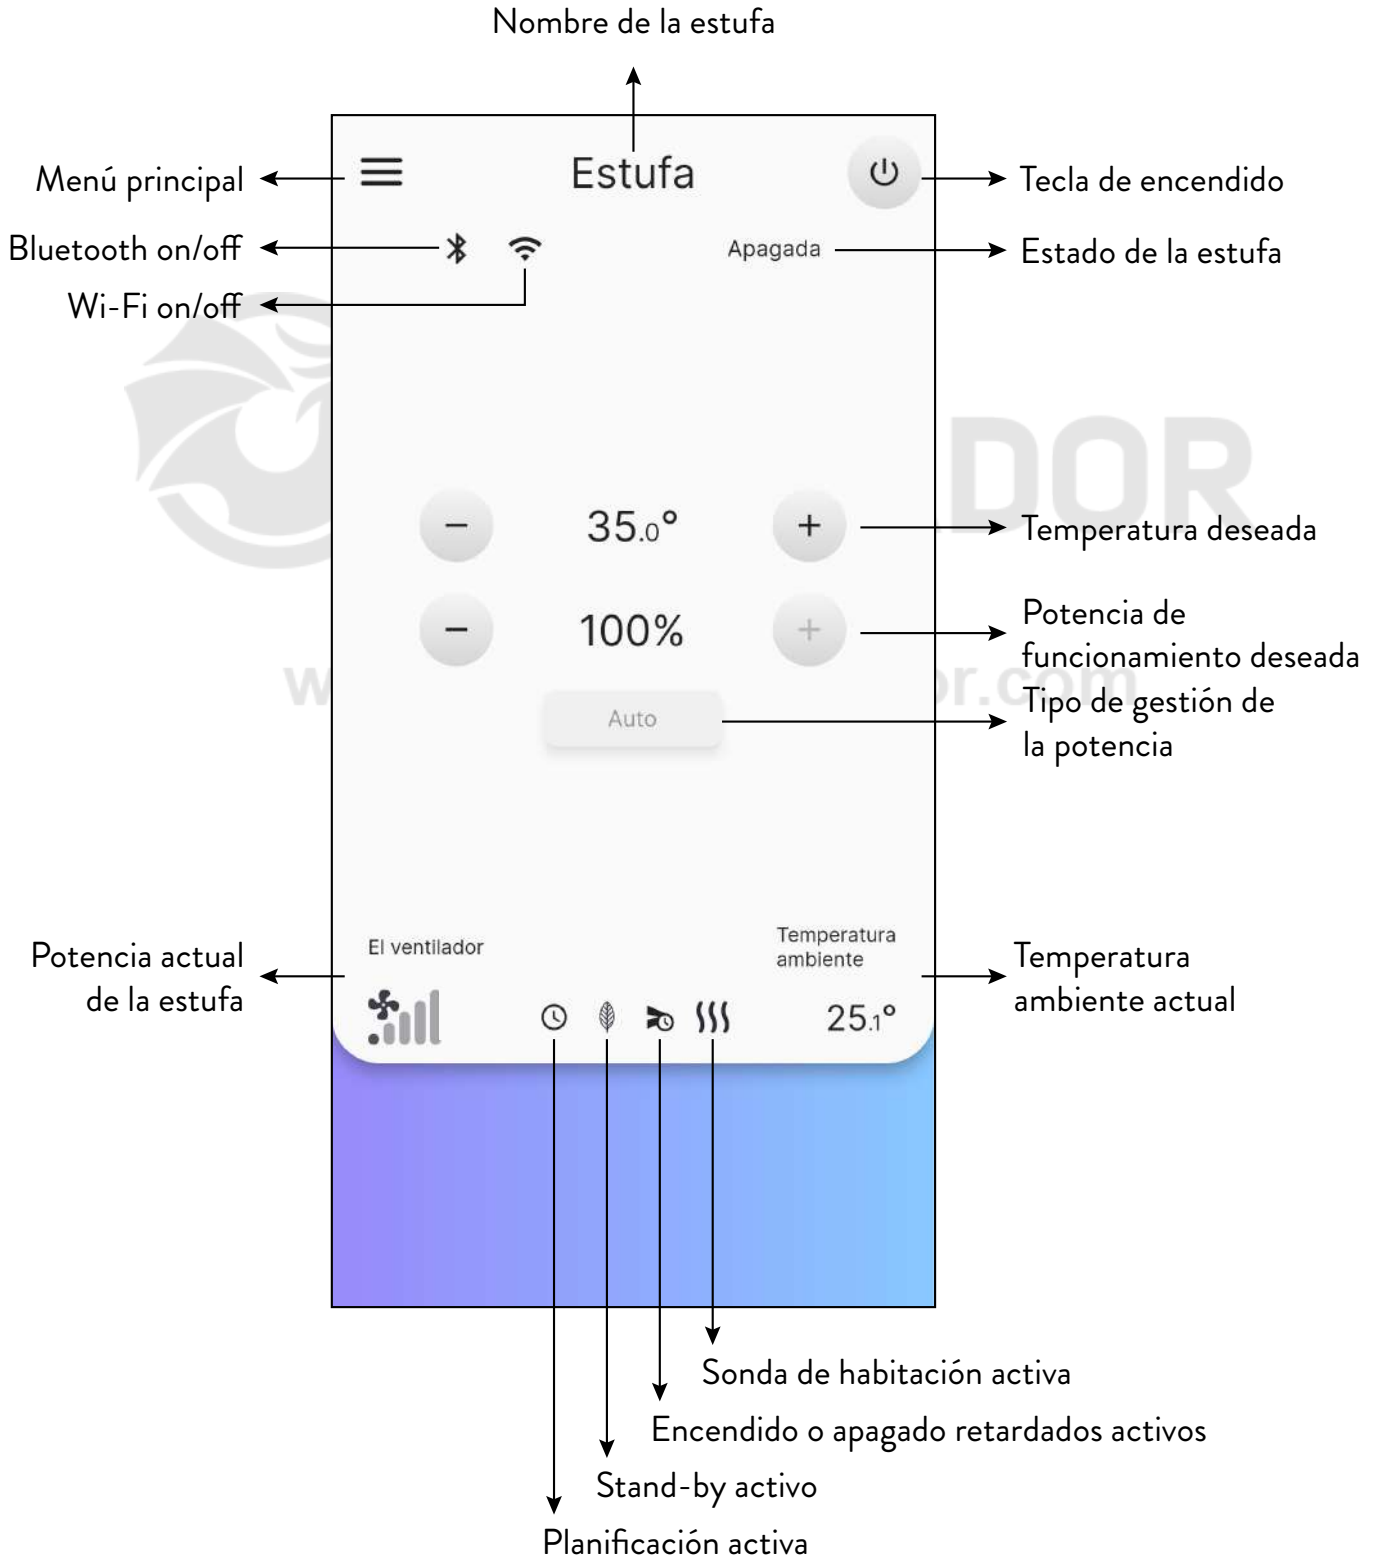 Nombre de la estufa
Menú principal
Estufa
Tecla de encendido
Bluetooth on/off
Apagada
Estado de la estufa
Wi-Fi on/off
DOR
35.0°
Temperatura deseada
100%
Potencia de
funcionamiento deseada
w
or.com
Auto
Tipo de gestión de
la potencia
Potencia actual
de la estufa
El ventilador
Temperatura
ambiente
25.1°
Temperatura
ambiente actual
Sonda de habitación activa
Encendido o apagado retardados activos
Stand-by activo
Planificación activa